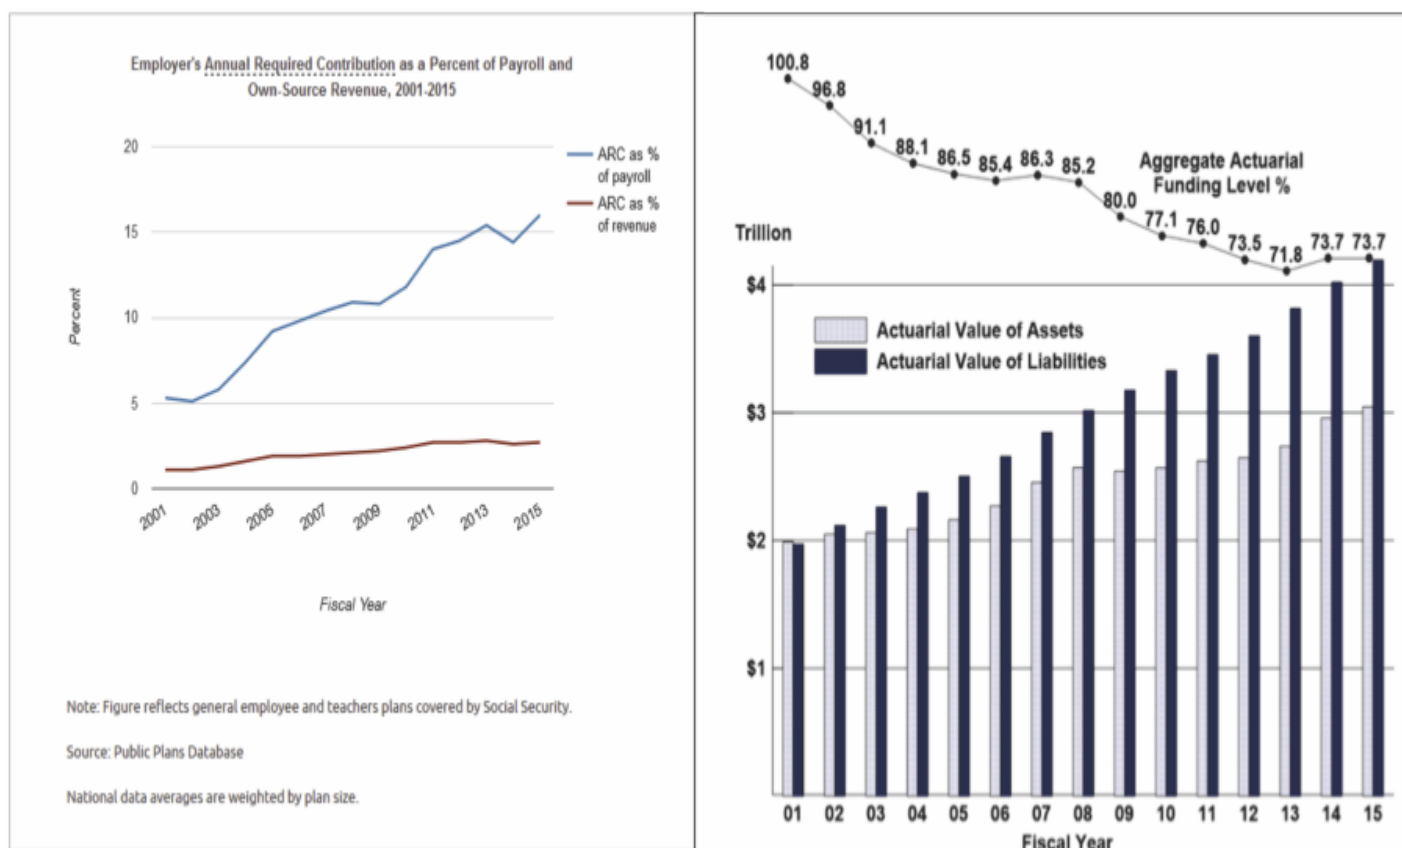 Employer's Annual Required Contribution as a Percent of Payroll and
Own-Source Revenue, 2001-2015
20
15
10
5
0
Percent
ARC as %
of payroll
ARC as %
of revenue
2001
2003
2005
2007
2009
2011
2013
2015
Fiscal Year
Note: Figure reflects general employee and teachers plans covered by Social Security.
Source: Public Plans Database
National data averages are weighted by plan size.
100.8
96.8
91.1
88.1
86.5
85.4
86.3
85.2
80.0
77.1
76.0
73.5
71.8
73.7
73.7
Aggregate Actuarial
Funding Level %
Trillion
$4
$3
$2
$1
Actuarial Value of Assets
Actuarial Value of Liabilities
01 02 03 04 05 06 07 08 09 10 11 12 13 14 15
Fiscal Year